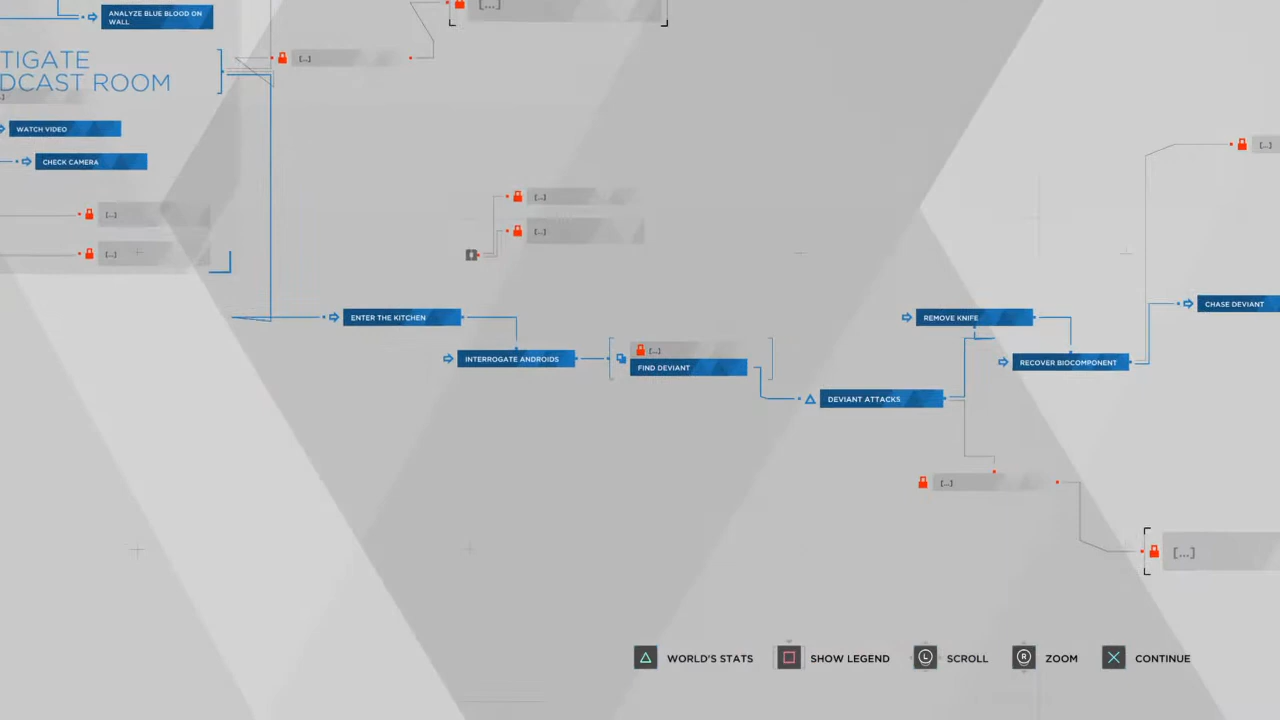 ANALYZE BLUE BLOOD ON
WALL
[...]
TIGATE
DCAST ROOM
[...]
WATCH VIDEO
CHECK CAMERA
[...]
[...]
[...]
[...]
[...]
[...]
ENTER THE KITCHEN
INTERROGATE ANDROIDS
[...]
FIND DEVIANT
DEVIANT ATTACKS
REMOVE KNIFE
RECOVER BIOCOMPONENT
CHASE DEVIANT
[...]
[...]
WORLD'S STATS
SHOW LEGEND
L SCROLL
R ZOOM
CONTINUE